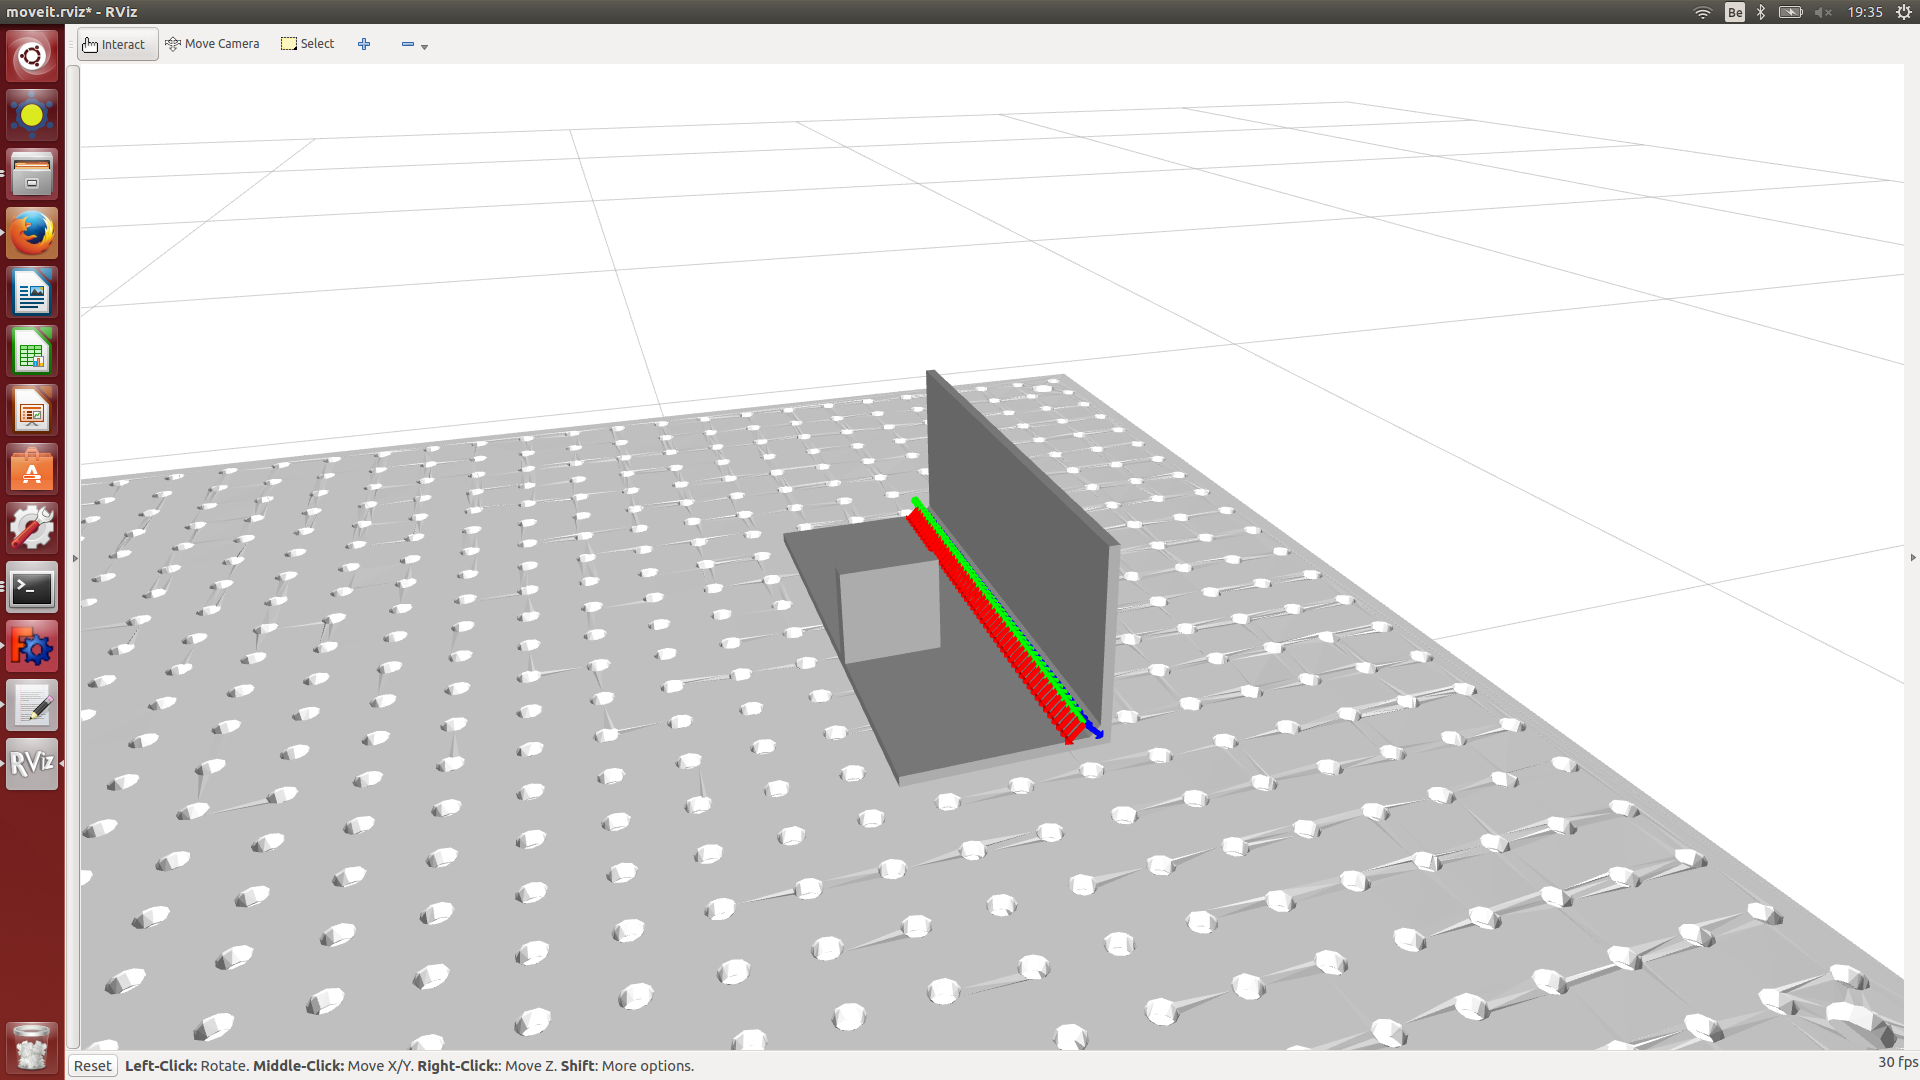 moveit.rviz* - RViz
Be
19:35
Interact
Move Camera
Select
RViz
Reset
Left-Click: Rotate. Middle-Click: Move X/Y. Right-Click:: Move Z. Shift: More options.
30 fps